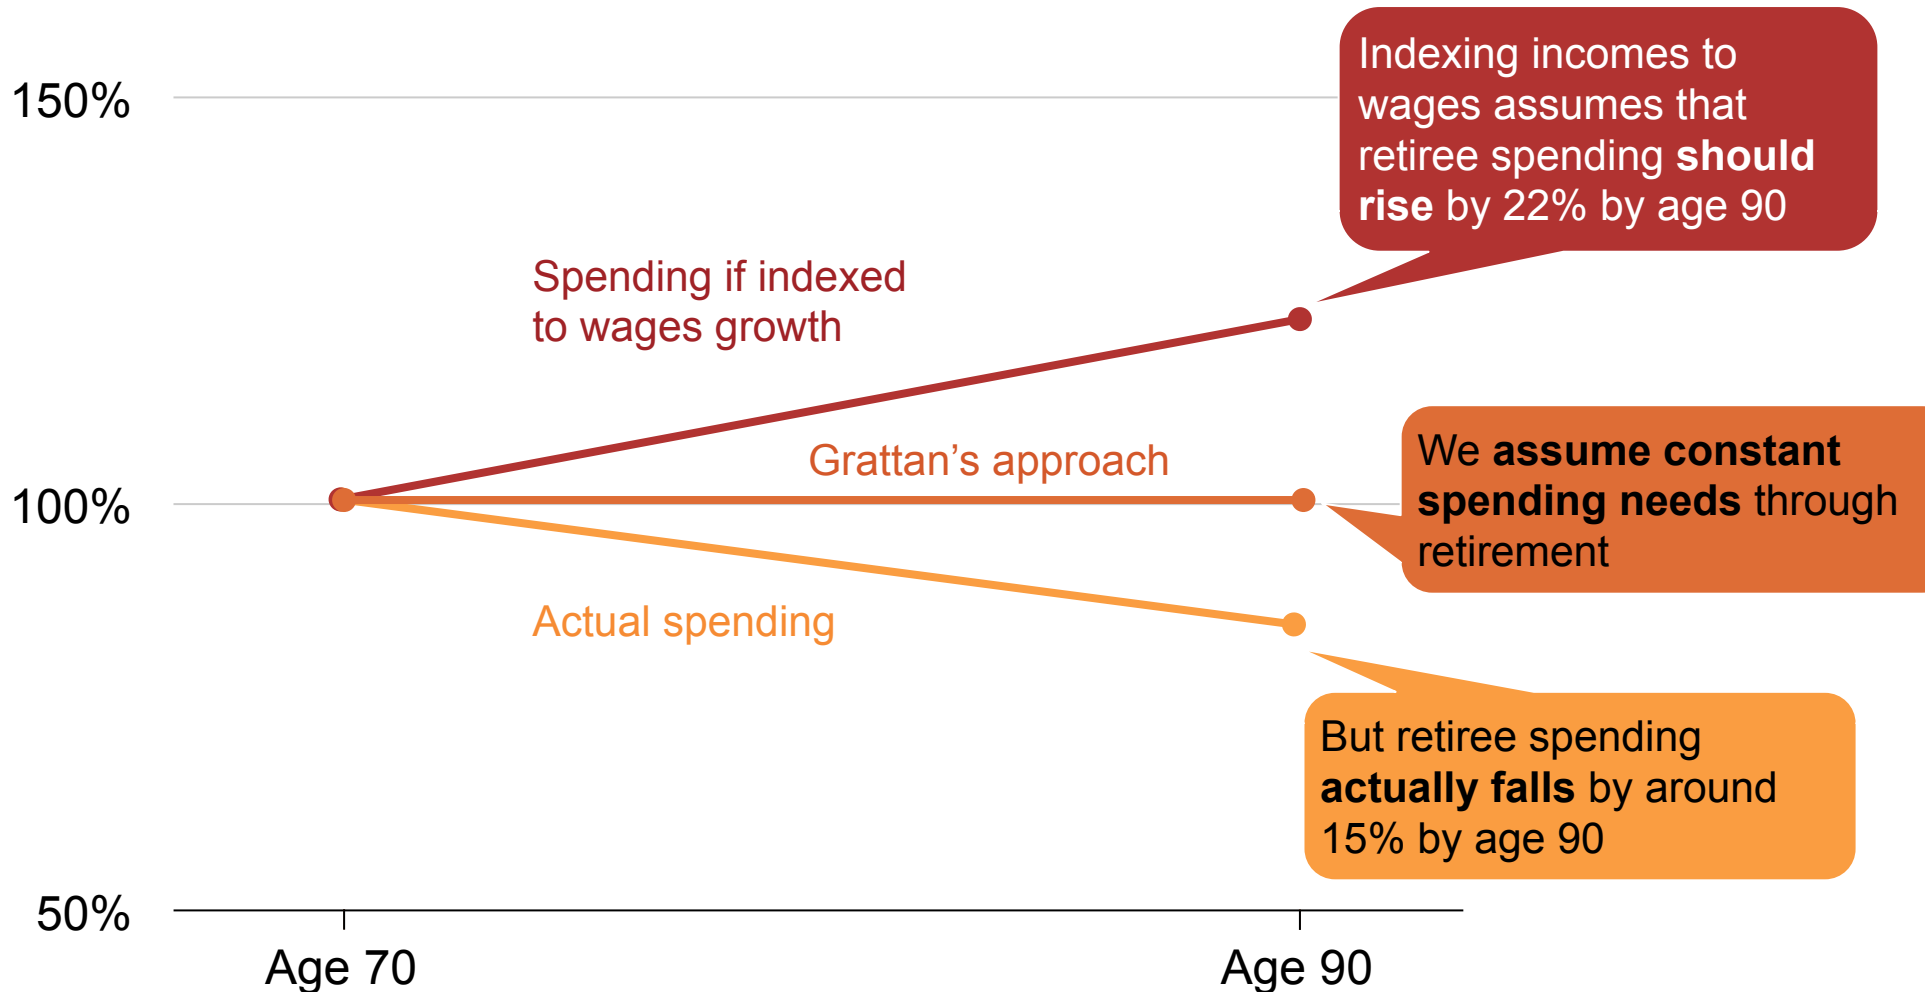 150%
Indexing incomes to
wages assumes that
retiree spending should
rise by 22% by age 90
Spending if indexed
to wages growth
Grattan’s approach
100%
We assume constant
spending needs through
retirement
Actual spending
But retiree spending
actually falls by around
15% by age 90
50%
Age 70
Age 90